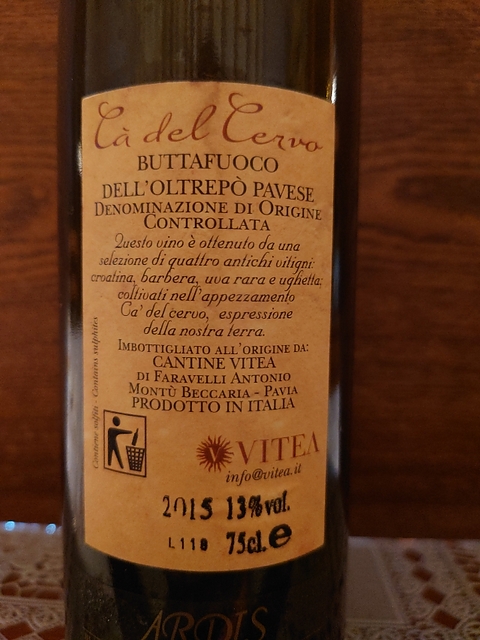 Cà del Cervo
BUTTAFUOCO
DELL'OLTREPÒ PAVESE
DENOMINAZIONE DI ORIGINE
CONTROLLATA
Questo vino è ottenuto da una
selezione di quattro antichi vitigni:
croatina, barbera, uva rara e ughetta;
coltivati nell'appezzamento
Ca' del cervo, espressione
della nostra terra.
IMBOTTIGLIATO ALL'ORIGINE DA:
CANTINE VITEA
DI FARAVELLI ANTONIO
MONTÙ BECCARIA - PAVIA
PRODOTTO IN ITALIA
Contiene solfiti - Contains sulphites
V VITEA
info@vitea.it
2015 13%vol.
L118 75cl. e
ARDIS